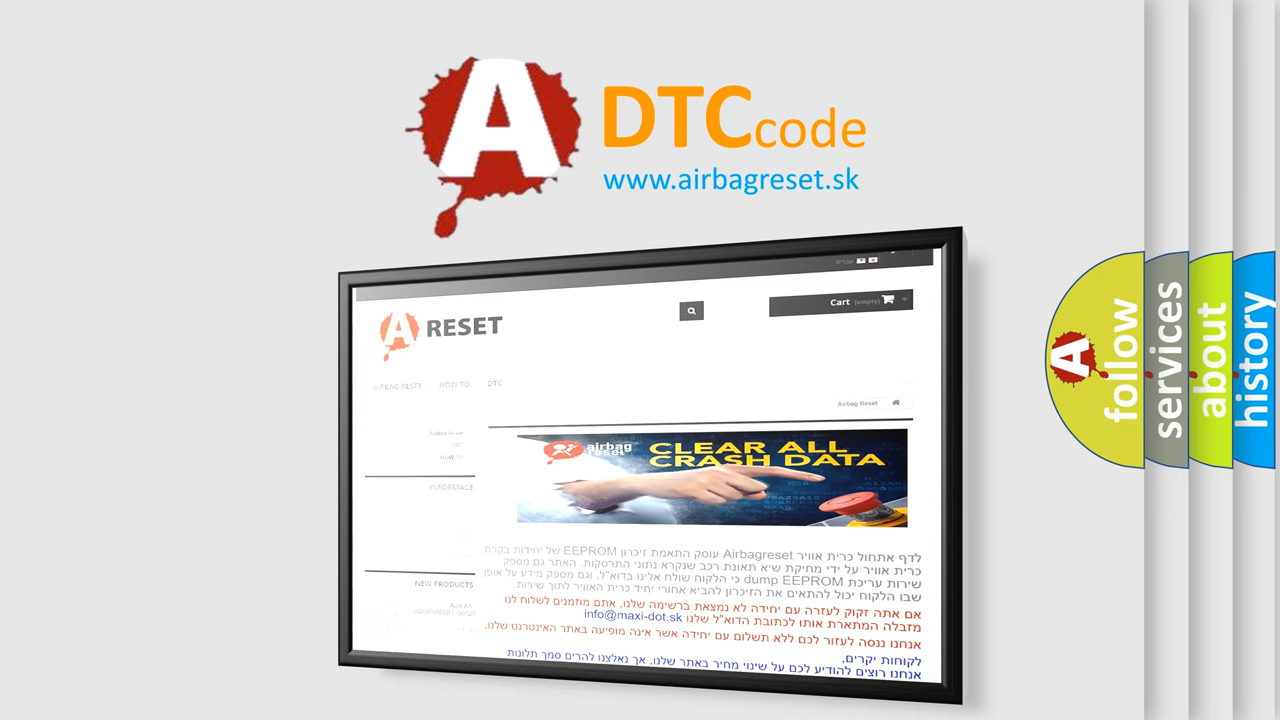 A
DTC code
www.airbagreset.sk
עברית
Cart (empty)
A RESET
AIRBAG RESET
HOW TO
DTC
Airbag Reset
Airbag Reset
INFORMACE
NEW PRODUCTS
airbag reset
CLEAR ALL
CRASH DATA
לדף אתחול כרית אוויר Airbagreset עוסק התאמת זיכרון EEPROM של יחידות בקרת
כרית אוויר על ידי מחיקת שיא תאונת רכב שנקרא נתוני התרסקות. האתר גם מספק
שירות עריכת dump EEPROM כי הלקוח שולח אלינו בדוא"ל, וגם מספק מידע על אופן
שבו הלקוח יכול להתאים את הזיכרון להביא אחורי יחיד כרית האוויר לתוך שירות.
אם אתה זקוק לעזרה עם יחידה לא נמצאת ברשימה שלנו, אתם מוזמנים לשלוח לנו
מזבלה המתארת אותו לכתובת הדוא"ל שלנו info@maxi-dot.sk
אנחנו ננסה לעזור לכם ללא תשלום עם יחידה אשר אינה מופיעה באתר האינטרנט שלנו.
לקוחות יקרים,
אנחנו רוצים להודיע לכם על שינוי מחיר באתר שלנו, אך נאלצנו להרים סמך תלונות
A follow
services
about
history